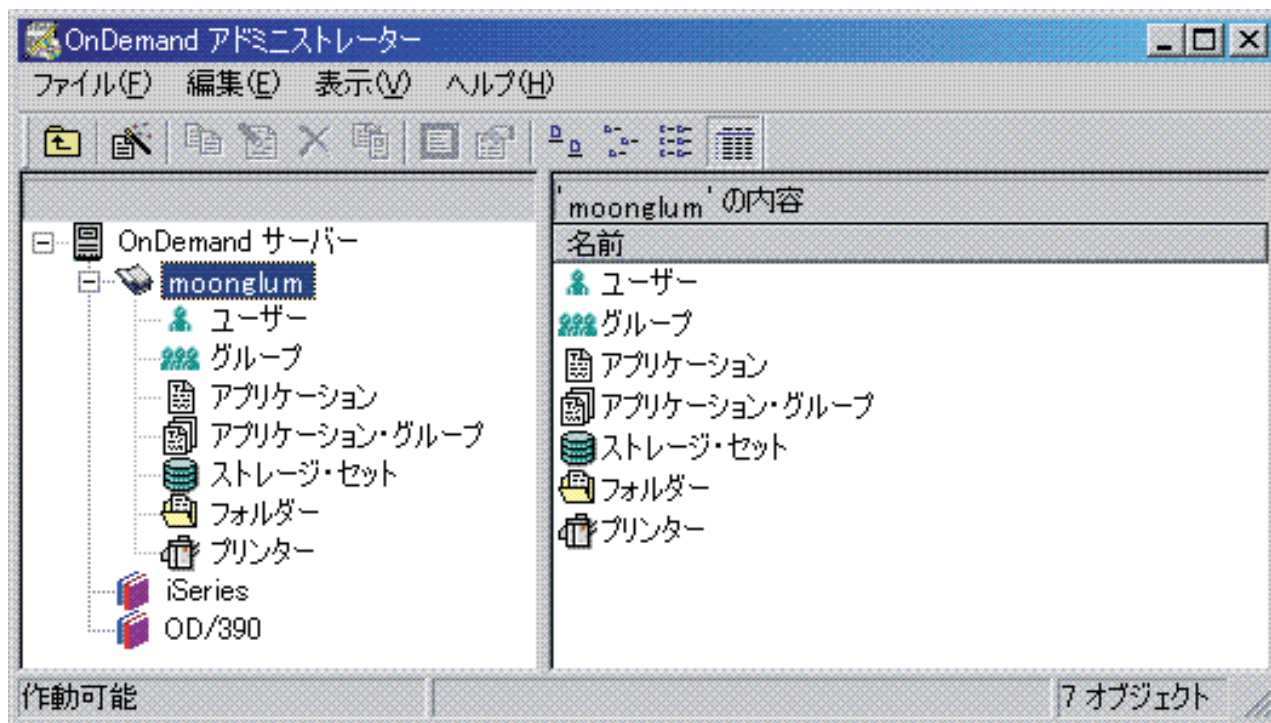 OnDemand アドミニストレーター
ファイル(F) 編集(E) 表示(V) ヘルプ(H)
'moonglum' の内容
名前
OnDemand サーバー
moonglum
ユーザー
グループ
アプリケーション
アプリケーション・グループ
ストレージ・セット
フォルダー
プリンター
iSeries
OD/390
ユーザー
グループ
アプリケーション
アプリケーション・グループ
ストレージ・セット
フォルダー
プリンター
作動可能
7 オブジェクト